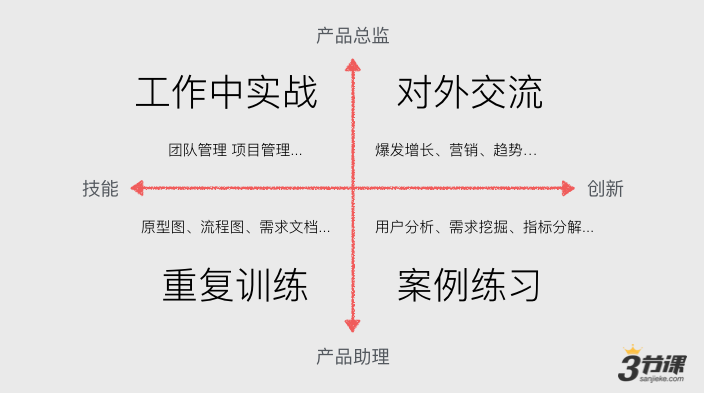 产品总监
工作中实战
对外交流
团队管理 项目管理...
爆发增长、营销、趋势...
技能
创新
原型图、流程图、需求文档...
用户分析、需求挖掘、指标分解...
重复训练
案例练习
产品助理
3节课
sanjieke.com